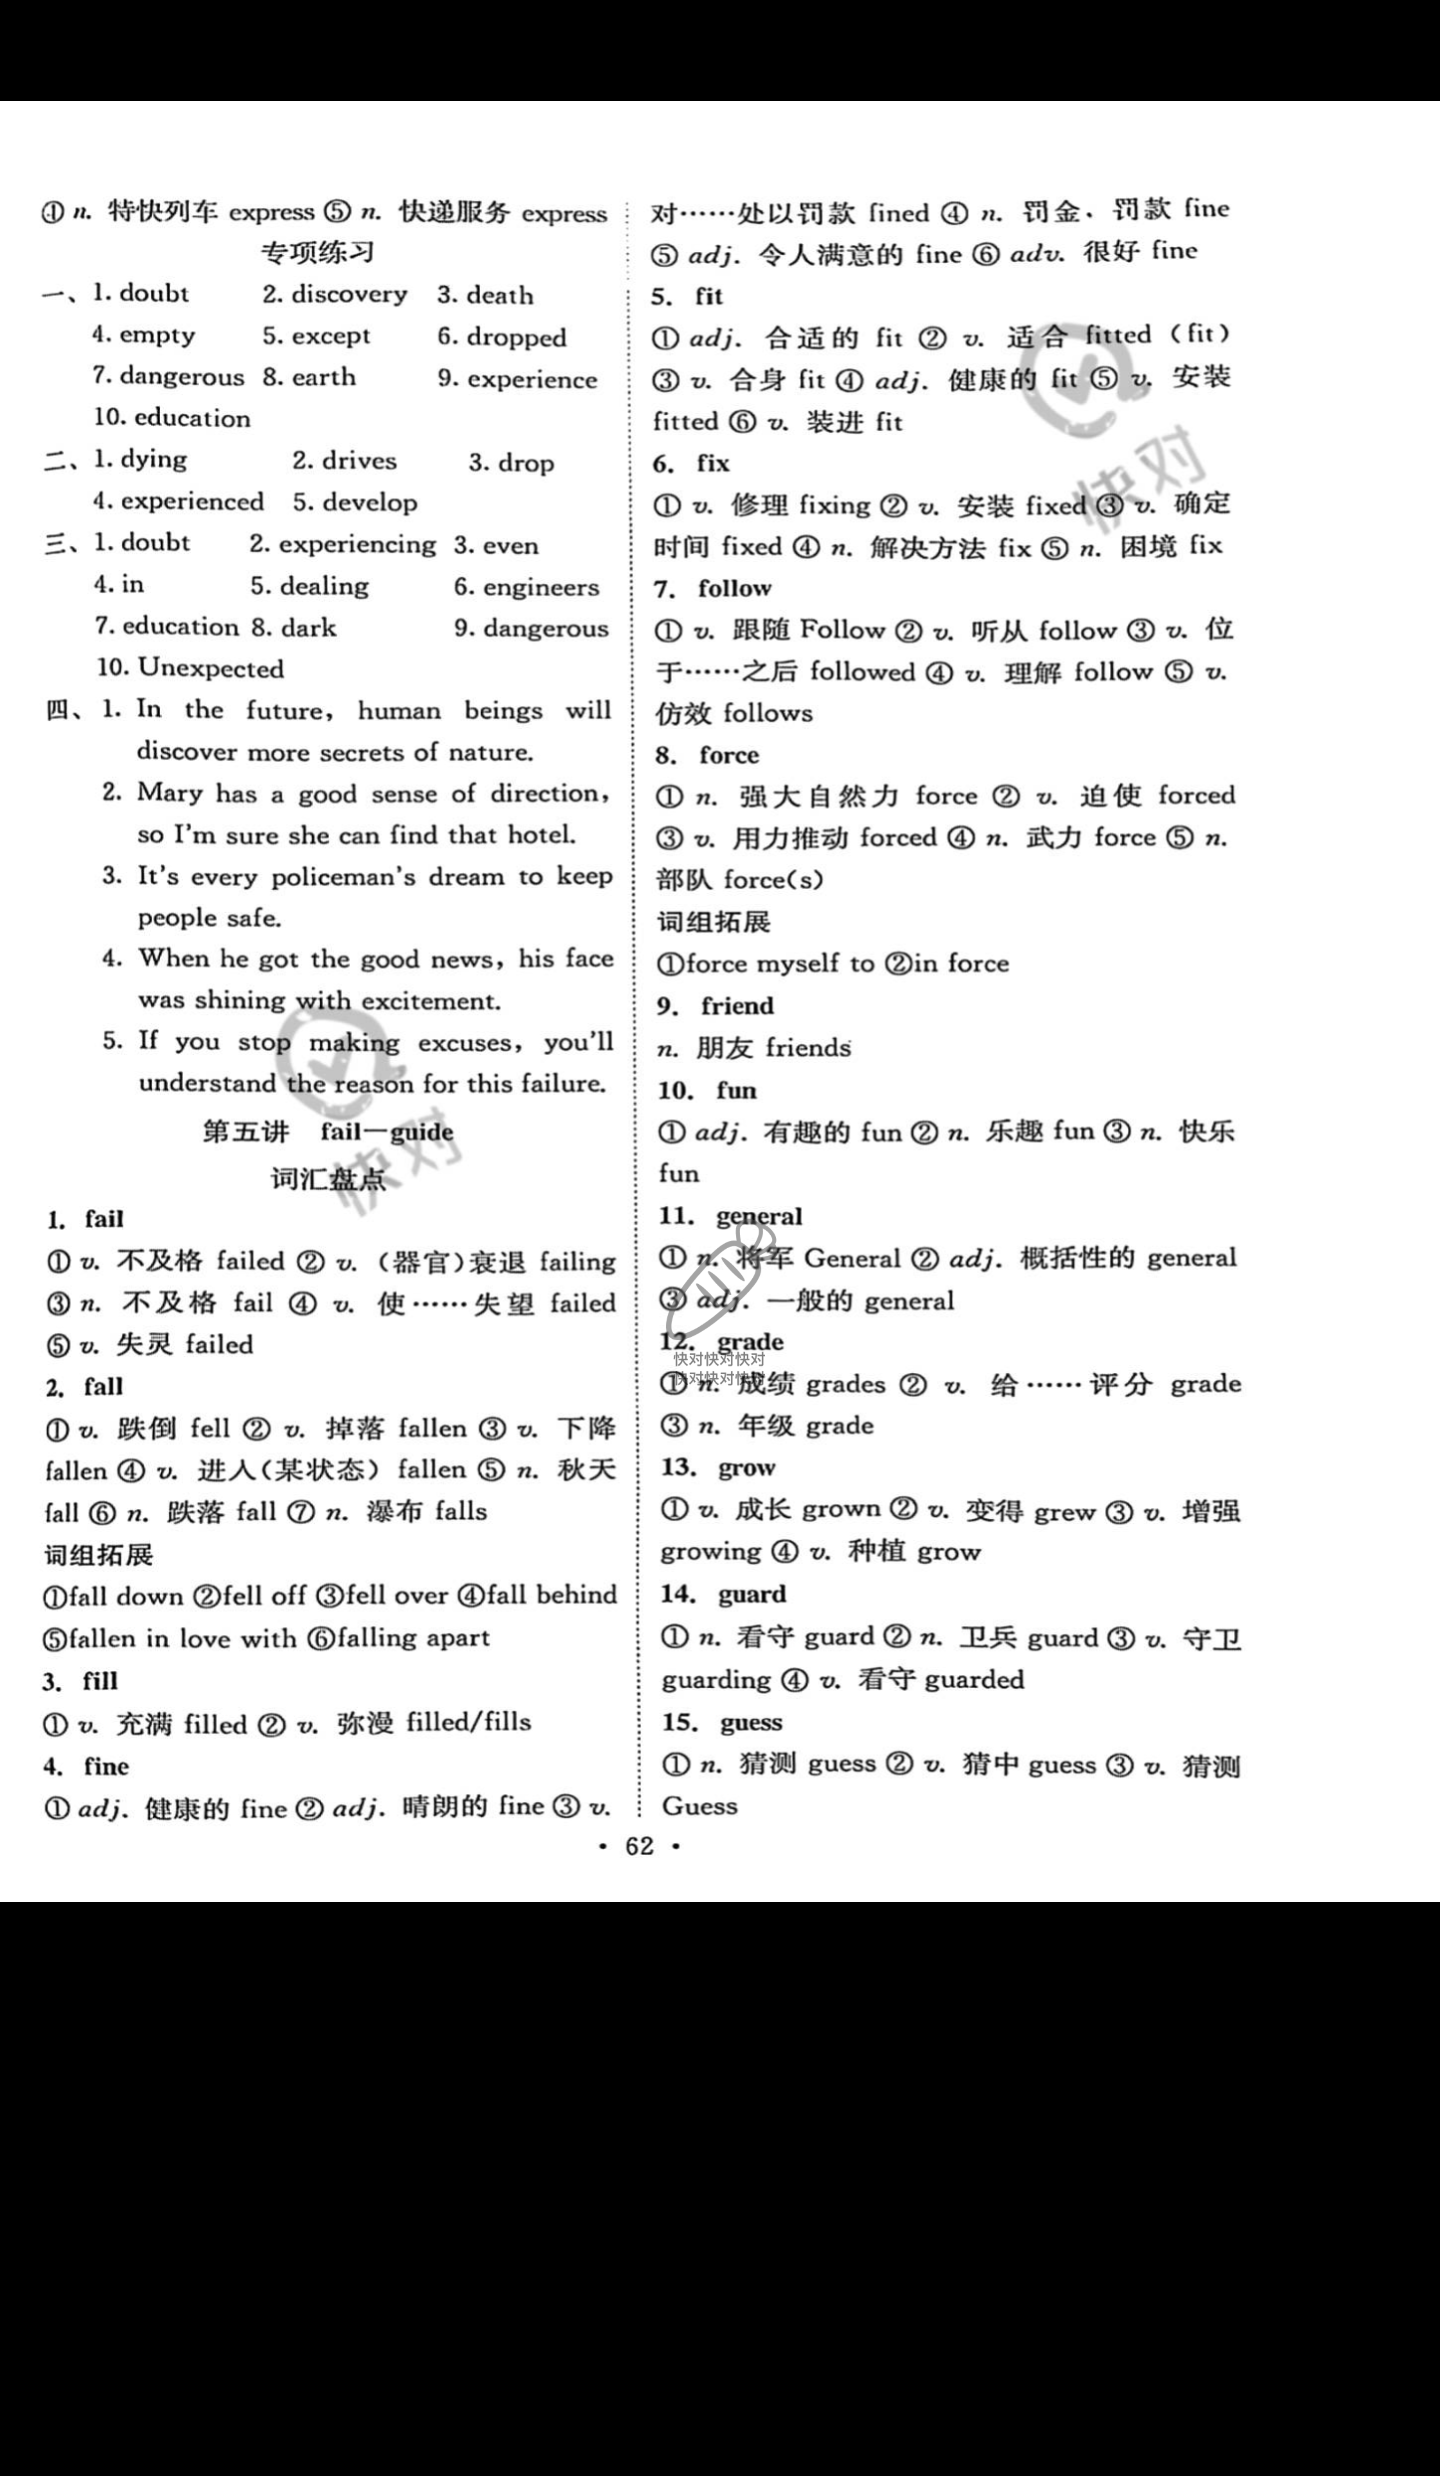 ④ n. 特快列车 express ⑤ n. 快递服务 express
专项练习
一、1. doubt 2. discovery 3. death
4. empty 5. except 6. dropped
7. dangerous 8. earth 9. experience
10. education
二、1. dying 2. drives 3. drop
4. experienced 5. develop
三、1. doubt 2. experiencing 3. even
4. in 5. dealing 6. engineers
7. education 8. dark 9. dangerous
10. Unexpected
四、1. In the future, human beings will
discover more secrets of nature.
2. Mary has a good sense of direction,
so I'm sure she can find that hotel.
3. It's every policeman's dream to keep
people safe.
4. When he got the good news, his face
was shining with excitement.
5. If you stop making excuses, you'll
understand the reason for this failure.
第五讲 fail—guide
词汇盘点
1. fail
① v. 不及格 failed ② v. (器官)衰退 failing
③ n. 不及格 fail ④ v. 使……失望 failed
⑤ v. 失灵 failed
2. fall
① v. 跌倒 fell ② v. 掉落 fallen ③ v. 下降
fallen ④ v. 进入(某状态) fallen ⑤ n. 秋天
fall ⑥ n. 跌落 fall ⑦ n. 瀑布 falls
词组拓展
①fall down ②fell off ③fell over ④fall behind
⑤fallen in love with ⑥falling apart
3. fill
① v. 充满 filled ② v. 弥漫 filled/fills
4. fine
① adj. 健康的 fine ② adj. 晴朗的 fine ③ v.
对……处以罚款 fined ④ n. 罚金、罚款 fine
⑤ adj. 令人满意的 fine ⑥ adv. 很好 fine
5. fit
① adj. 合适的 fit ② v. 适合 fitted (fit)
③ v. 合身 fit ④ adj. 健康的 fit ⑤ v. 安装
fitted ⑥ v. 装进 fit
6. fix
① v. 修理 fixing ② v. 安装 fixed ③ v. 确定
时间 fixed ④ n. 解决方法 fix ⑤ n. 困境 fix
7. follow
① v. 跟随 Follow ② v. 听从 follow ③ v. 位
于……之后 followed ④ v. 理解 follow ⑤ v.
仿效 follows
8. force
① n. 强大自然力 force ② v. 迫使 forced
③ v. 用力推动 forced ④ n. 武力 force ⑤ n.
部队 force(s)
词组拓展
①force myself to ②in force
9. friend
n. 朋友 friends
10. fun
① adj. 有趣的 fun ② n. 乐趣 fun ③ n. 快乐
fun
11. general
① n. 将军 General ② adj. 概括性的 general
③ adj. 一般的 general
12. grade
① n. 成绩 grades ② v. 给……评分 grade
③ n. 年级 grade
13. grow
① v. 成长 grown ② v. 变得 grew ③ v. 增强
growing ④ v. 种植 grow
14. guard
① n. 看守 guard ② n. 卫兵 guard ③ v. 守卫
guarding ④ v. 看守 guarded
15. guess
① n. 猜测 guess ② v. 猜中 guess ③ v. 猜测
Guess
• 62 •
快对
快对
快对快对快对
快对快对快对